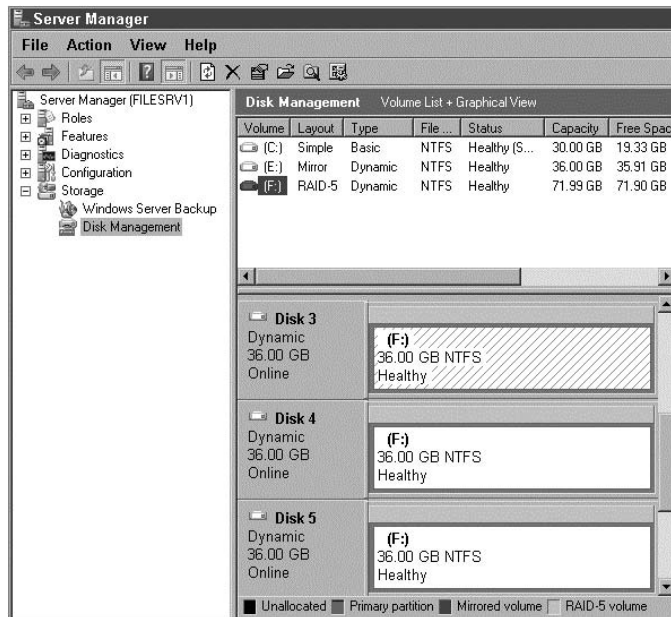 Server Manager
File Action View Help
Server Manager (FILESRV1)
Roles
Features
Diagnostics
Configuration
Storage
Windows Server Backup
Disk Management
Disk Management Volume List + Graphical View
Volume Layout Type File ... Status Capacity Free Spac
(C:) Simple Basic NTFS Healthy (S... 30.00 GB 19.33 GB
(E:) Mirror Dynamic NTFS Healthy 36.00 GB 35.91 GB
(F:) RAID-5 Dynamic NTFS Healthy 71.99 GB 71.90 GB
Disk 3
Dynamic
36.00 GB
Online
(F:)
36.00 GB NTFS
Healthy
Disk 4
Dynamic
36.00 GB
Online
(F:)
36.00 GB NTFS
Healthy
Disk 5
Dynamic
36.00 GB
Online
(F:)
36.00 GB NTFS
Healthy
Unallocated Primary partition Mirrored volume RAID-5 volume